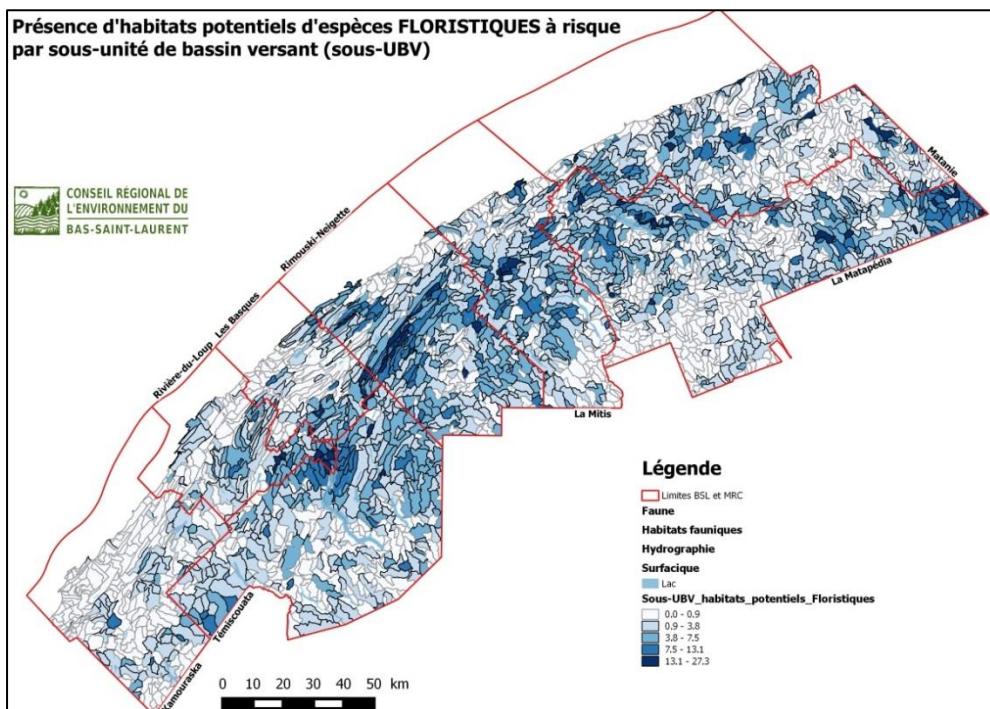 Présence d'habitats potentiels d'espèces FLORISTIQUES à risque
par sous-unité de bassin versant (sous-UBV)
CONSEIL RÉGIONAL DE
L'ENVIRONNEMENT DU
BAS-SAINT-LAURENT
Matanie
La Matapédia
Rimouski-Neigette
Les Basques
Rivière-du-Loup
La Mitis
Témiscouata
Kamouraska
Légende
Limites BSL et MRC
Faune
Habitats fauniques
Hydrographie
Surfacique
Lac
Sous-UBV_habitats_potentiels_Floristiques
0.0 - 0.9
0.9 - 3.8
3.8 - 7.5
7.5 - 13.1
13.1 - 27.3
0 10 20 30 40 50 km